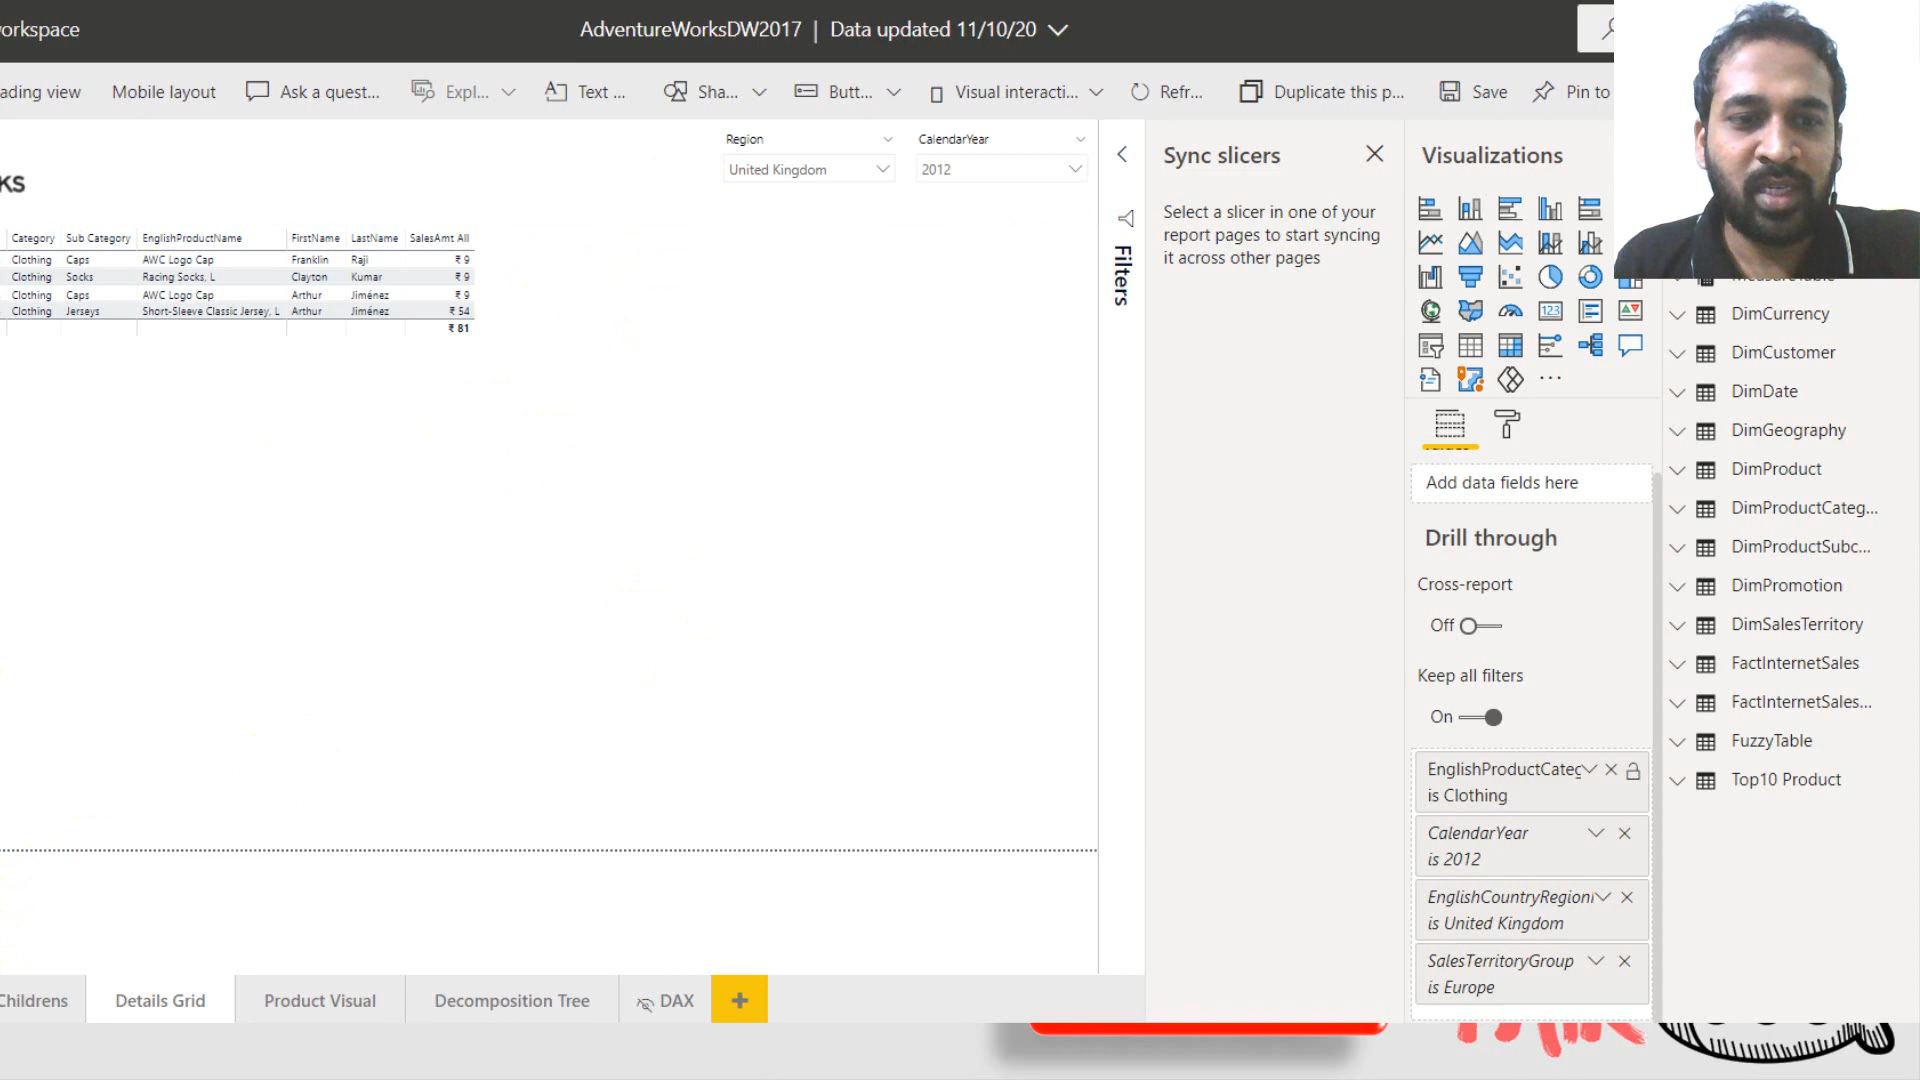 orkspace
AdventureWorksDW2017 | Data updated 11/10/20
ading view Mobile layout Ask a quest... Expl... Text ... Sha... Butt... Visual interacti... Refr... Duplicate this p... Save Pin to
Region CalendarYear
United Kingdom 2012
KS
Category Sub Category EnglishProductName FirstName LastName SalesAmt All
Clothing Caps AWC Logo Cap Franklin Raji ₹ 9
Clothing Socks Racing Socks, L Clayton Kumar ₹ 9
Clothing Caps AWC Logo Cap Arthur Jiménez ₹ 9
Clothing Jerseys Short-Sleeve Classic Jersey, L Arthur Jiménez ₹ 54
₹ 81
Filters
Sync slicers
Select a slicer in one of your
report pages to start syncing
it across other pages
Visualizations
123
Add data fields here
Drill through
Cross-report
Off
Keep all filters
On
EnglishProductCateg
is Clothing
CalendarYear
is 2012
EnglishCountryRegion
is United Kingdom
SalesTerritoryGroup
is Europe
DimCurrency
DimCustomer
DimDate
DimGeography
DimProduct
DimProductCateg...
DimProductSubc...
DimPromotion
DimSalesTerritory
FactInternetSales
FactInternetSales...
FuzzyTable
Top10 Product
Childrens Details Grid Product Visual Decomposition Tree DAX +